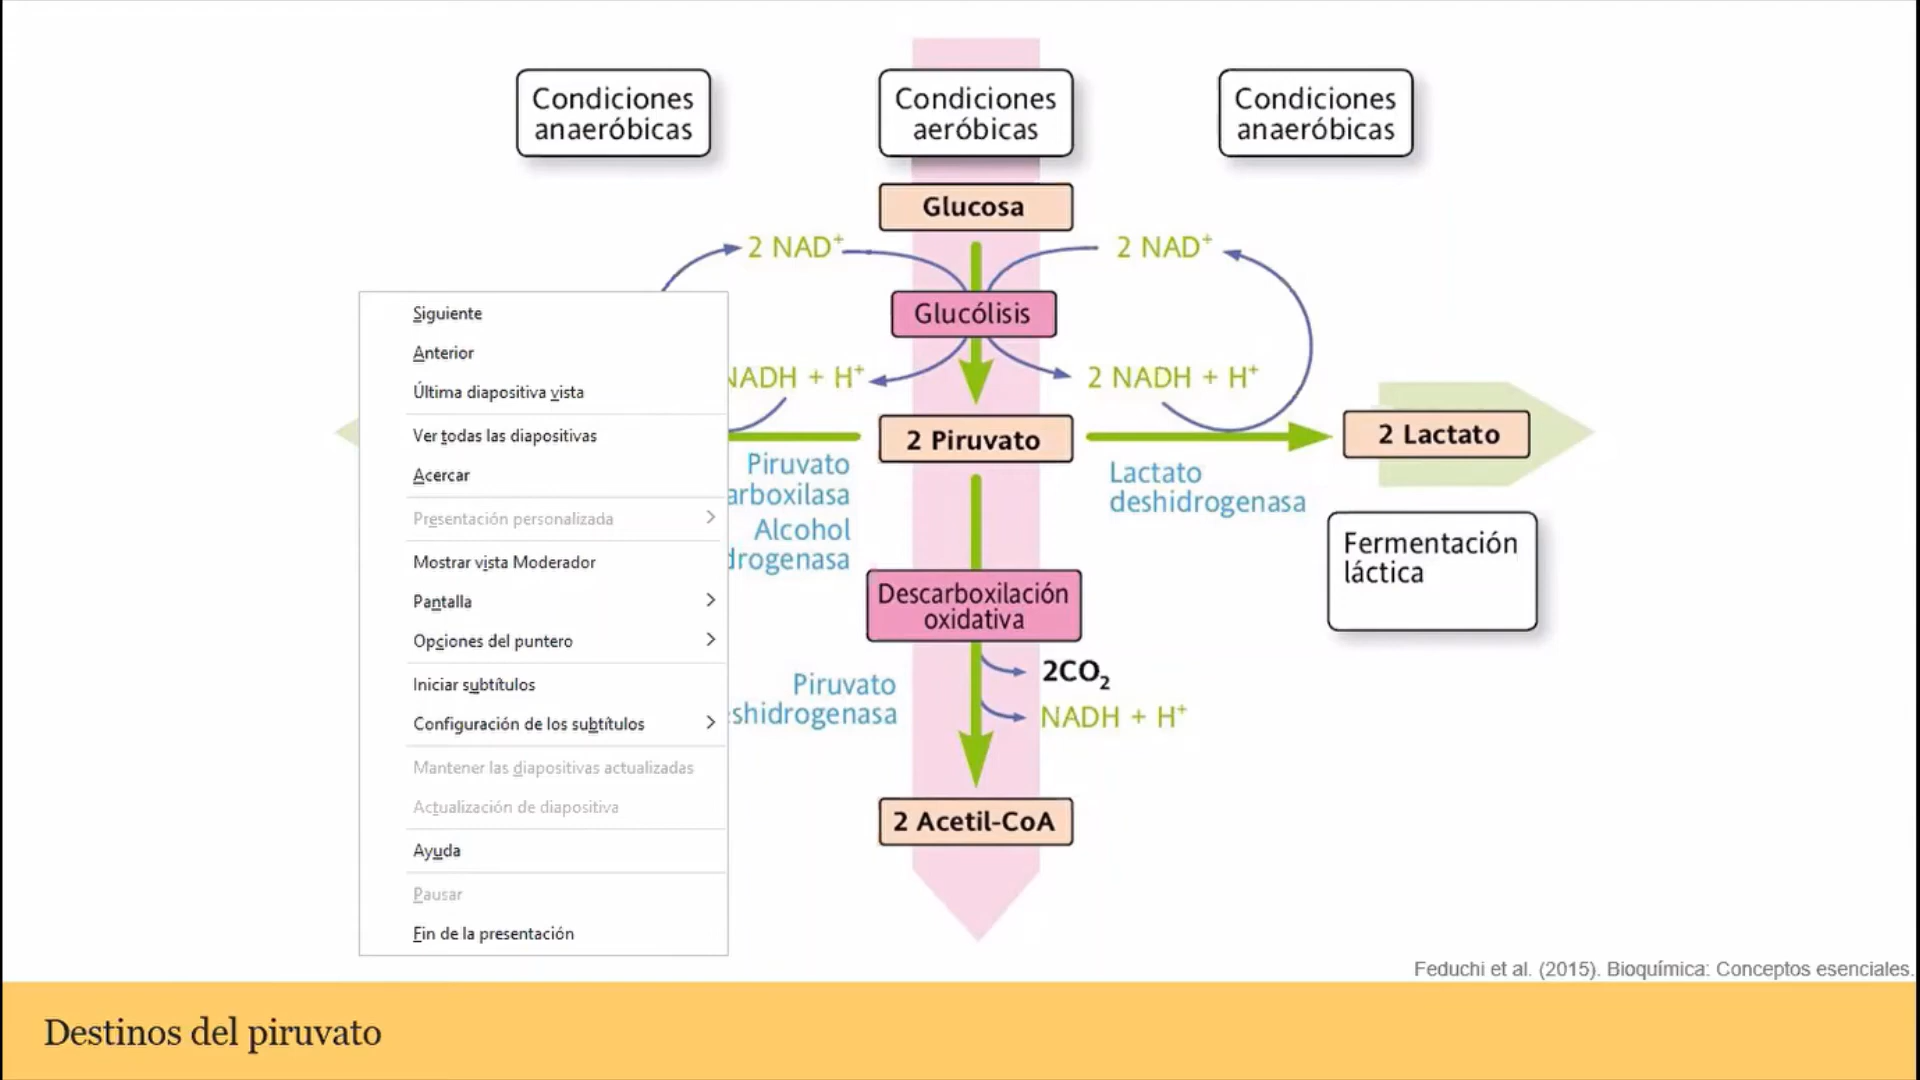 Condiciones
anaeróbicas
Condiciones
aeróbicas
Condiciones
anaeróbicas
Glucosa
2 NAD⁺
2 NAD⁺
Glucólisis
NADH + H⁺
2 NADH + H⁺
2 Piruvato
2 Lactato
Piruvato
arboxilasa
Alcohol
drogenasa
Lactato
deshidrogenasa
Fermentación
láctica
Descarboxilación
oxidativa
2CO₂
NADH + H⁺
Piruvato
shidrogenasa
2 Acetil-CoA
Siguiente
Anterior
Última diapositiva vista
Ver todas las diapositivas
Acercar
Presentación personalizada
Mostrar vista Moderador
Pantalla
Opciones del puntero
Iniciar subtítulos
Configuración de los subtítulos
Mantener las diapositivas actualizadas
Actualización de diapositiva
Ayuda
Pausar
Fin de la presentación
Feduchi et al. (2015). Bioquímica: Conceptos esenciales.
Destinos del piruvato